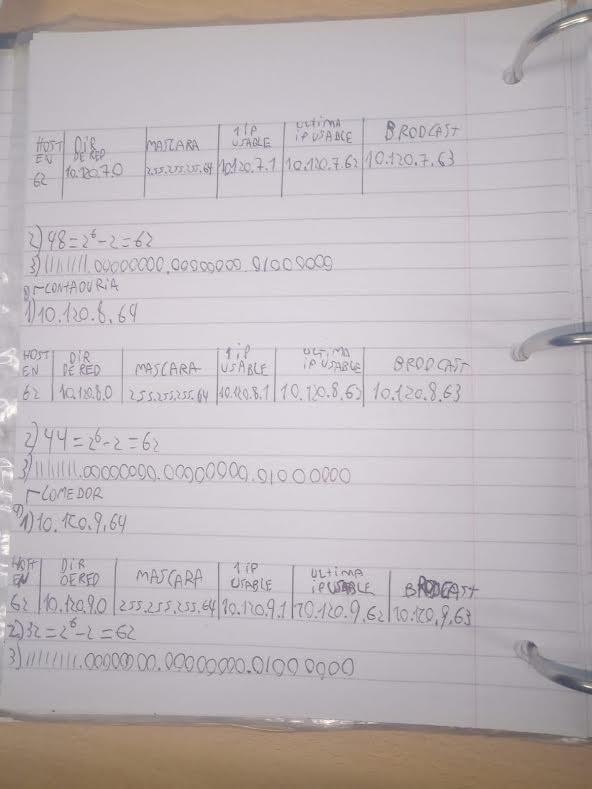 HOST EN | DIR DE RED | MASCARA | 1 IP USABLE | ULTIMA IP USABLE | BRODCAST
62 | 10.120.7.0 | 255.255.255.64 | 10.120.7.1 | 10.120.7.62 | 10.120.7.63
2) 48=2⁶-2=62
3) 11111111.00000000.00000000.01000000
8) CONTADURIA
1) 10.120.8.64
HOST EN | DIR DE RED | MASCARA | 1 IP USABLE | ULTIMA IP USABLE | BRODCAST
62 | 10.120.8.0 | 255.255.255.64 | 10.120.8.1 | 10.120.8.62 | 10.120.8.63
2) 44=2⁶-2=62
3) 11111111.00000000.00000000.01000000
9) COMEDOR
1) 10.120.9.64
HOST EN | DIR DE RED | MASCARA | 1 IP USABLE | ULTIMA IP USABLE | BRODCAST
62 | 10.120.9.0 | 255.255.255.64 | 10.120.9.1 | 10.120.9.62 | 10.120.9.63
2) 32=2⁶-2=62
3) 11111111.00000000.00000000.01000000